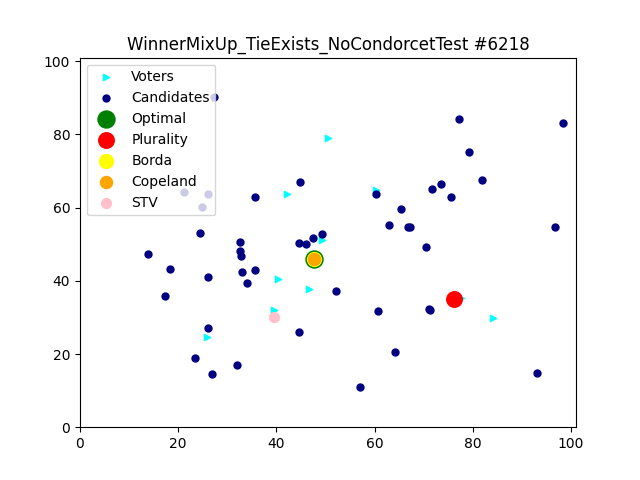 WinnerMixUp_TieExists_NoCondorcetTest #6218
Voters
Candidates
Optimal
Plurality
Borda
Copeland
STV
100
80
60
40
20
0
0 20 40 60 80 100